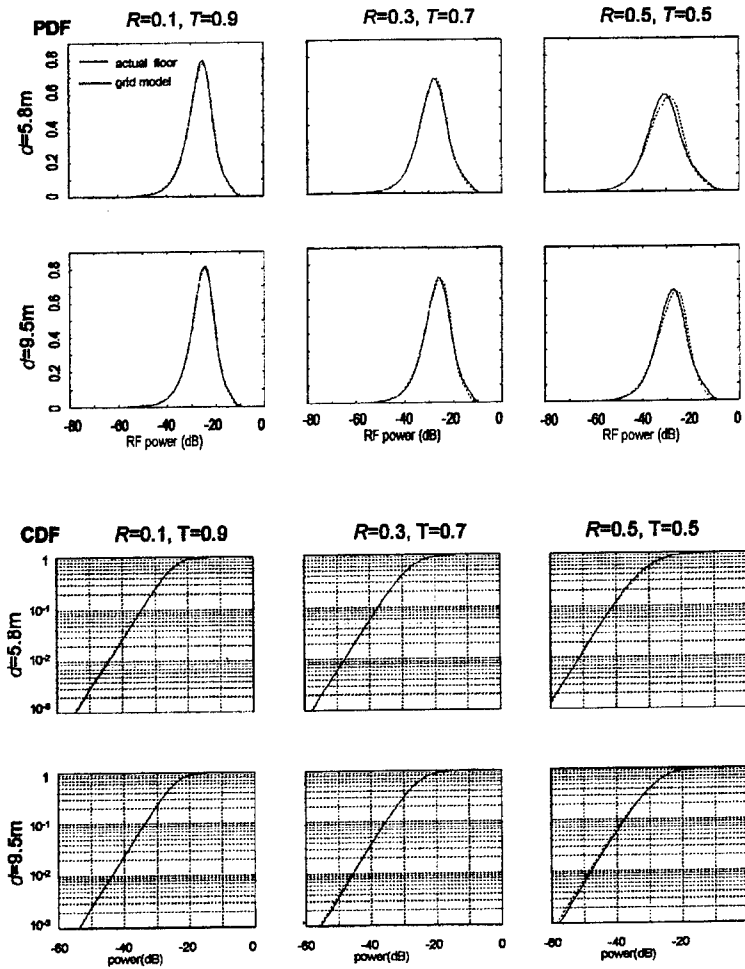 PDF
R=0.1, T=0.9
R=0.3, T=0.7
R=0.5, T=0.5
d=5.8m
0.8
0.6
0.4
0.2
0
actual floor
grid model
d=9.5m
0.8
0.6
0.4
0.2
0
-80 -60 -40 -20 0
-80 -60 -40 -20 0
-80 -60 -40 -20 0
RF power (dB)
RF power (dB)
RF power (dB)
CDF
R=0.1, T=0.9
R=0.3, T=0.7
R=0.5, T=0.5
d=5.8m
1
10-1
10-2
10-3
d=9.5m
1
10-1
10-2
10-3
-60 -40 -20 0
-60 -40 -20 0
-60 -40 -20 0
power(dB)
power(dB)
power(dB)